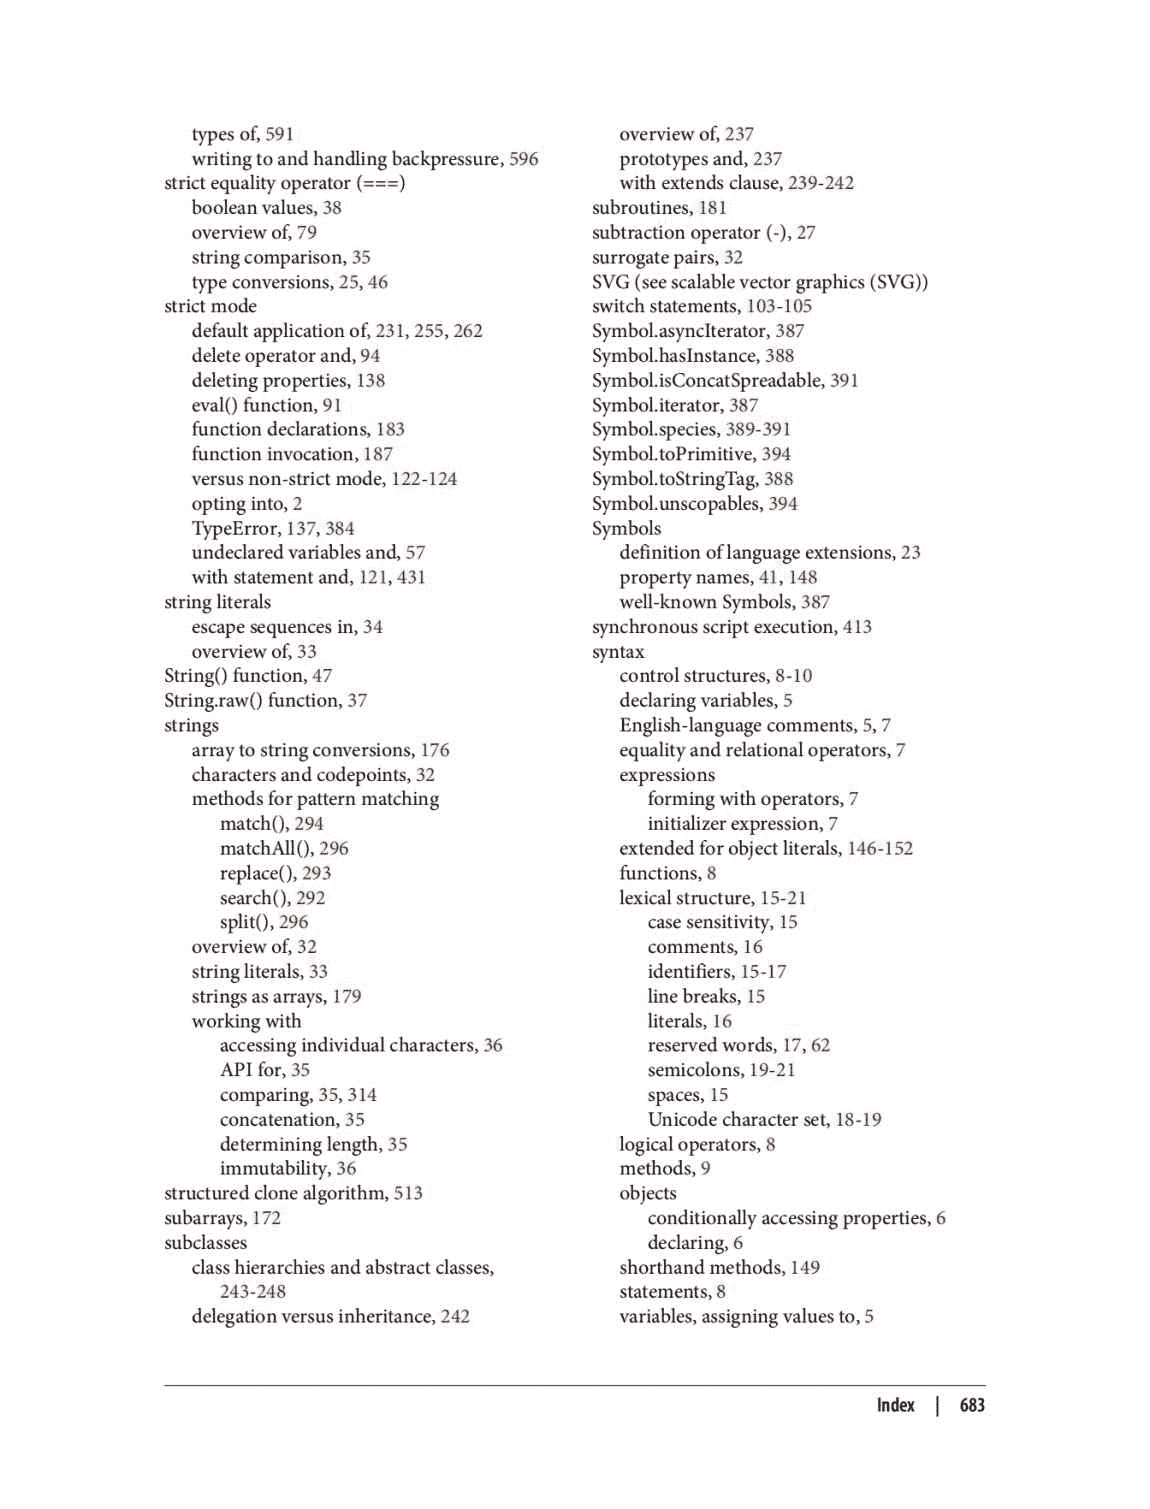 types of, 591
writing to and handling backpressure, 596
strict equality operator (===)
boolean values, 38
overview of, 79
string comparison, 35
type conversions, 25, 46
strict mode
default application of, 231, 255, 262
delete operator and, 94
deleting properties, 138
eval() function, 91
function declarations, 183
function invocation, 187
versus non-strict mode, 122-124
opting into, 2
TypeError, 137, 384
undeclared variables and, 57
with statement and, 121, 431
string literals
escape sequences in, 34
overview of, 33
String() function, 47
String.raw() function, 37
strings
array to string conversions, 176
characters and codepoints, 32
methods for pattern matching
match(), 294
matchAll(), 296
replace(), 293
search(), 292
split(), 296
overview of, 32
string literals, 33
strings as arrays, 179
working with
accessing individual characters, 36
API for, 35
comparing, 35, 314
concatenation, 35
determining length, 35
immutability, 36
structured clone algorithm, 513
subarrays, 172
subclasses
class hierarchies and abstract classes,
243-248
delegation versus inheritance, 242
overview of, 237
prototypes and, 237
with extends clause, 239-242
subroutines, 181
subtraction operator (-), 27
surrogate pairs, 32
SVG (see scalable vector graphics (SVG))
switch statements, 103-105
Symbol.asyncIterator, 387
Symbol.hasInstance, 388
Symbol.isConcatSpreadable, 391
Symbol.iterator, 387
Symbol.species, 389-391
Symbol.toPrimitive, 394
Symbol.toStringTag, 388
Symbol.unscopables, 394
Symbols
definition of language extensions, 23
property names, 41, 148
well-known Symbols, 387
synchronous script execution, 413
syntax
control structures, 8-10
declaring variables, 5
English-language comments, 5, 7
equality and relational operators, 7
expressions
forming with operators, 7
initializer expression, 7
extended for object literals, 146-152
functions, 8
lexical structure, 15-21
case sensitivity, 15
comments, 16
identifiers, 15-17
line breaks, 15
literals, 16
reserved words, 17, 62
semicolons, 19-21
spaces, 15
Unicode character set, 18-19
logical operators, 8
methods, 9
objects
conditionally accessing properties, 6
declaring, 6
shorthand methods, 149
statements, 8
variables, assigning values to, 5
Index | 683